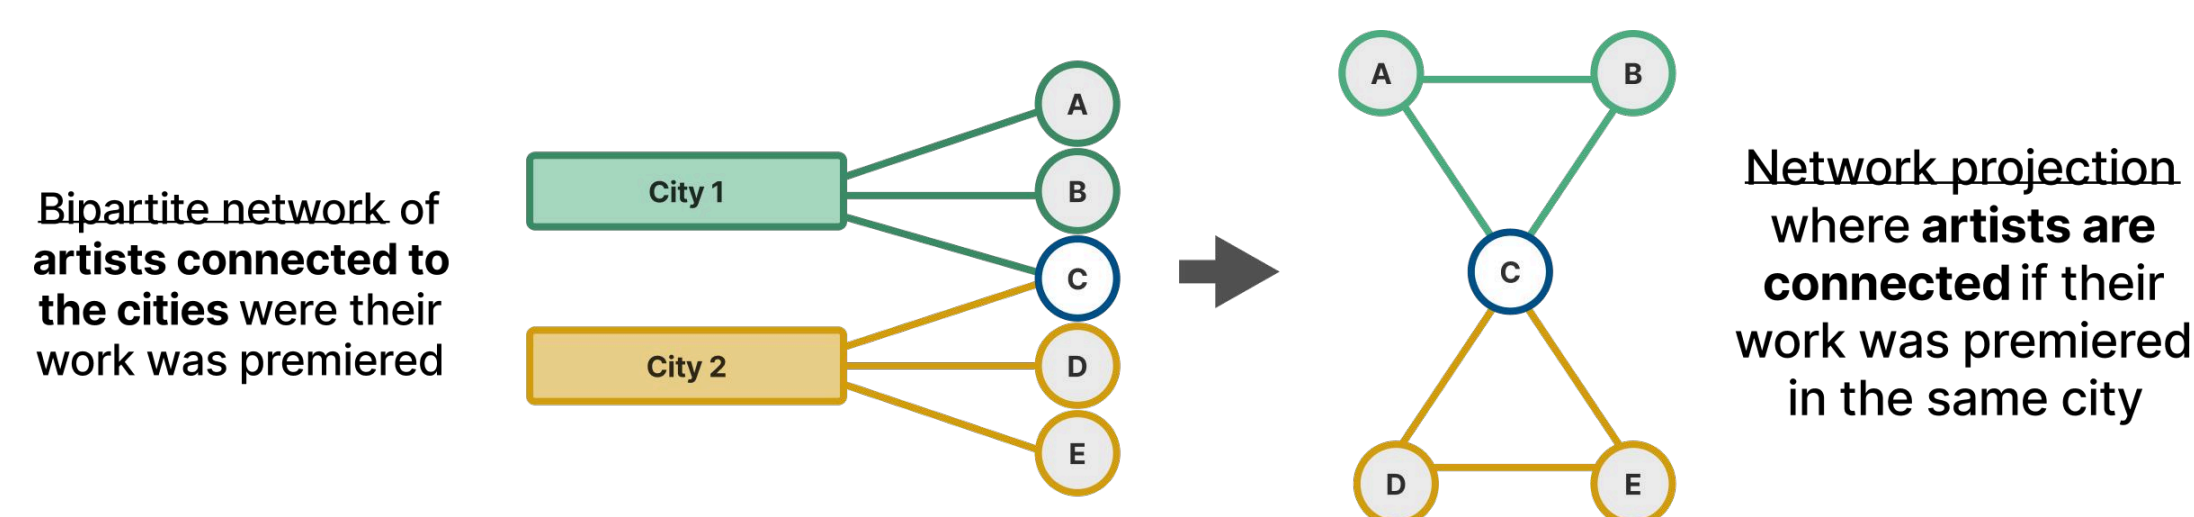 Bipartite network of
artists connected to
the cities were their
work was premiered
City 1
City 2
A
B
C
D
E
A
B
C
D
E
Network projection
where artists are
connected if their
work was premiered
in the same city